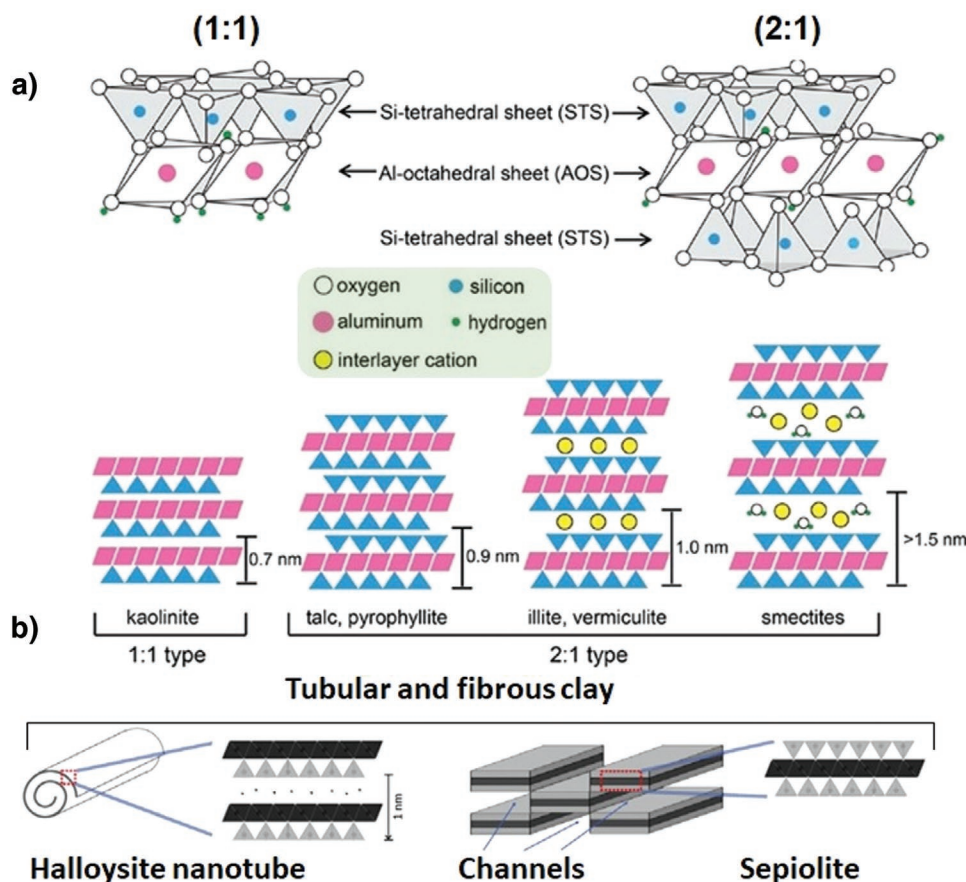 (1:1)
(2:1)
a)
Si-tetrahedral sheet (STS)
Al-octahedral sheet (AOS)
Si-tetrahedral sheet (STS)
oxygen
silicon
aluminum
hydrogen
interlayer cation
0.7 nm
0.9 nm
1.0 nm
>1.5 nm
kaolinite
talc, pyrophyllite
illite, vermiculite
smectites
1:1 type
2:1 type
b)
Tubular and fibrous clay
1 nm
Halloysite nanotube
Channels
Sepiolite